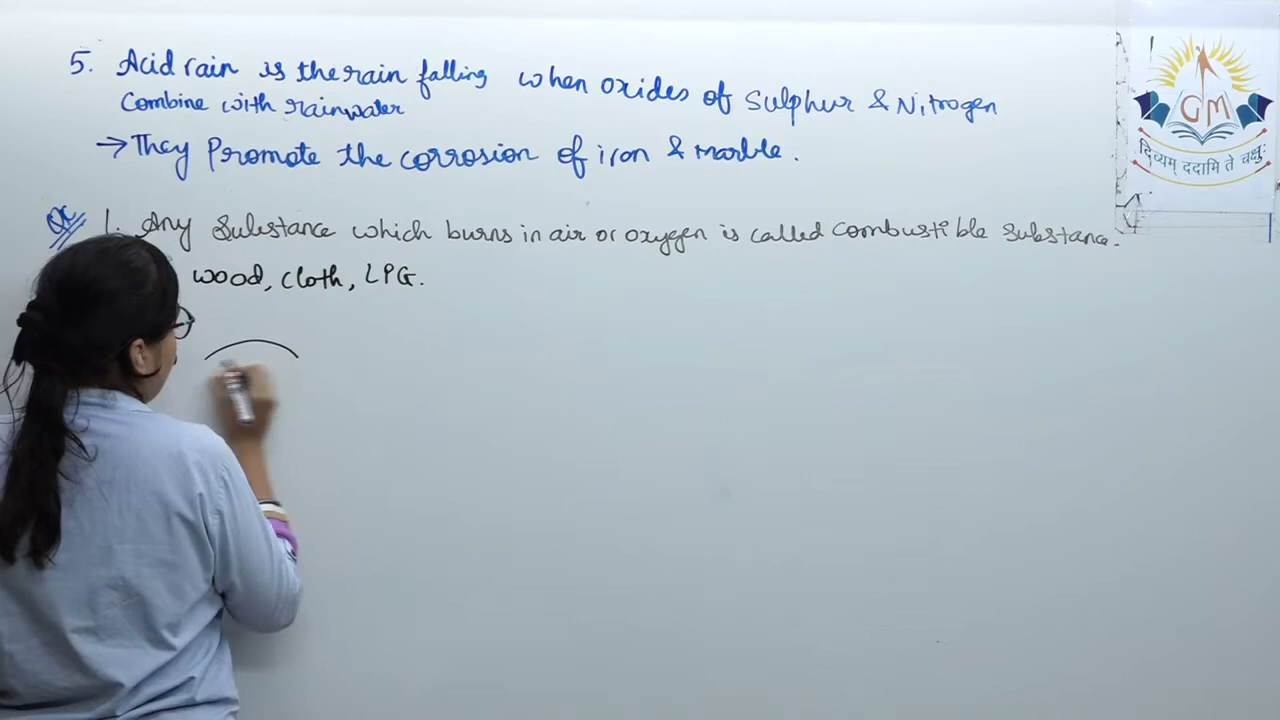 5. Acid rain is the rain falling when oxides of Sulphur & Nitrogen
Combine with rainwater
→ They Promote the corrosion of iron & marble.
1. Any Substance which burns in air or oxygen is called combustible substance.
wood, cloth, LPG.
GM
दिव्यम् ददामि ते चक्षुः